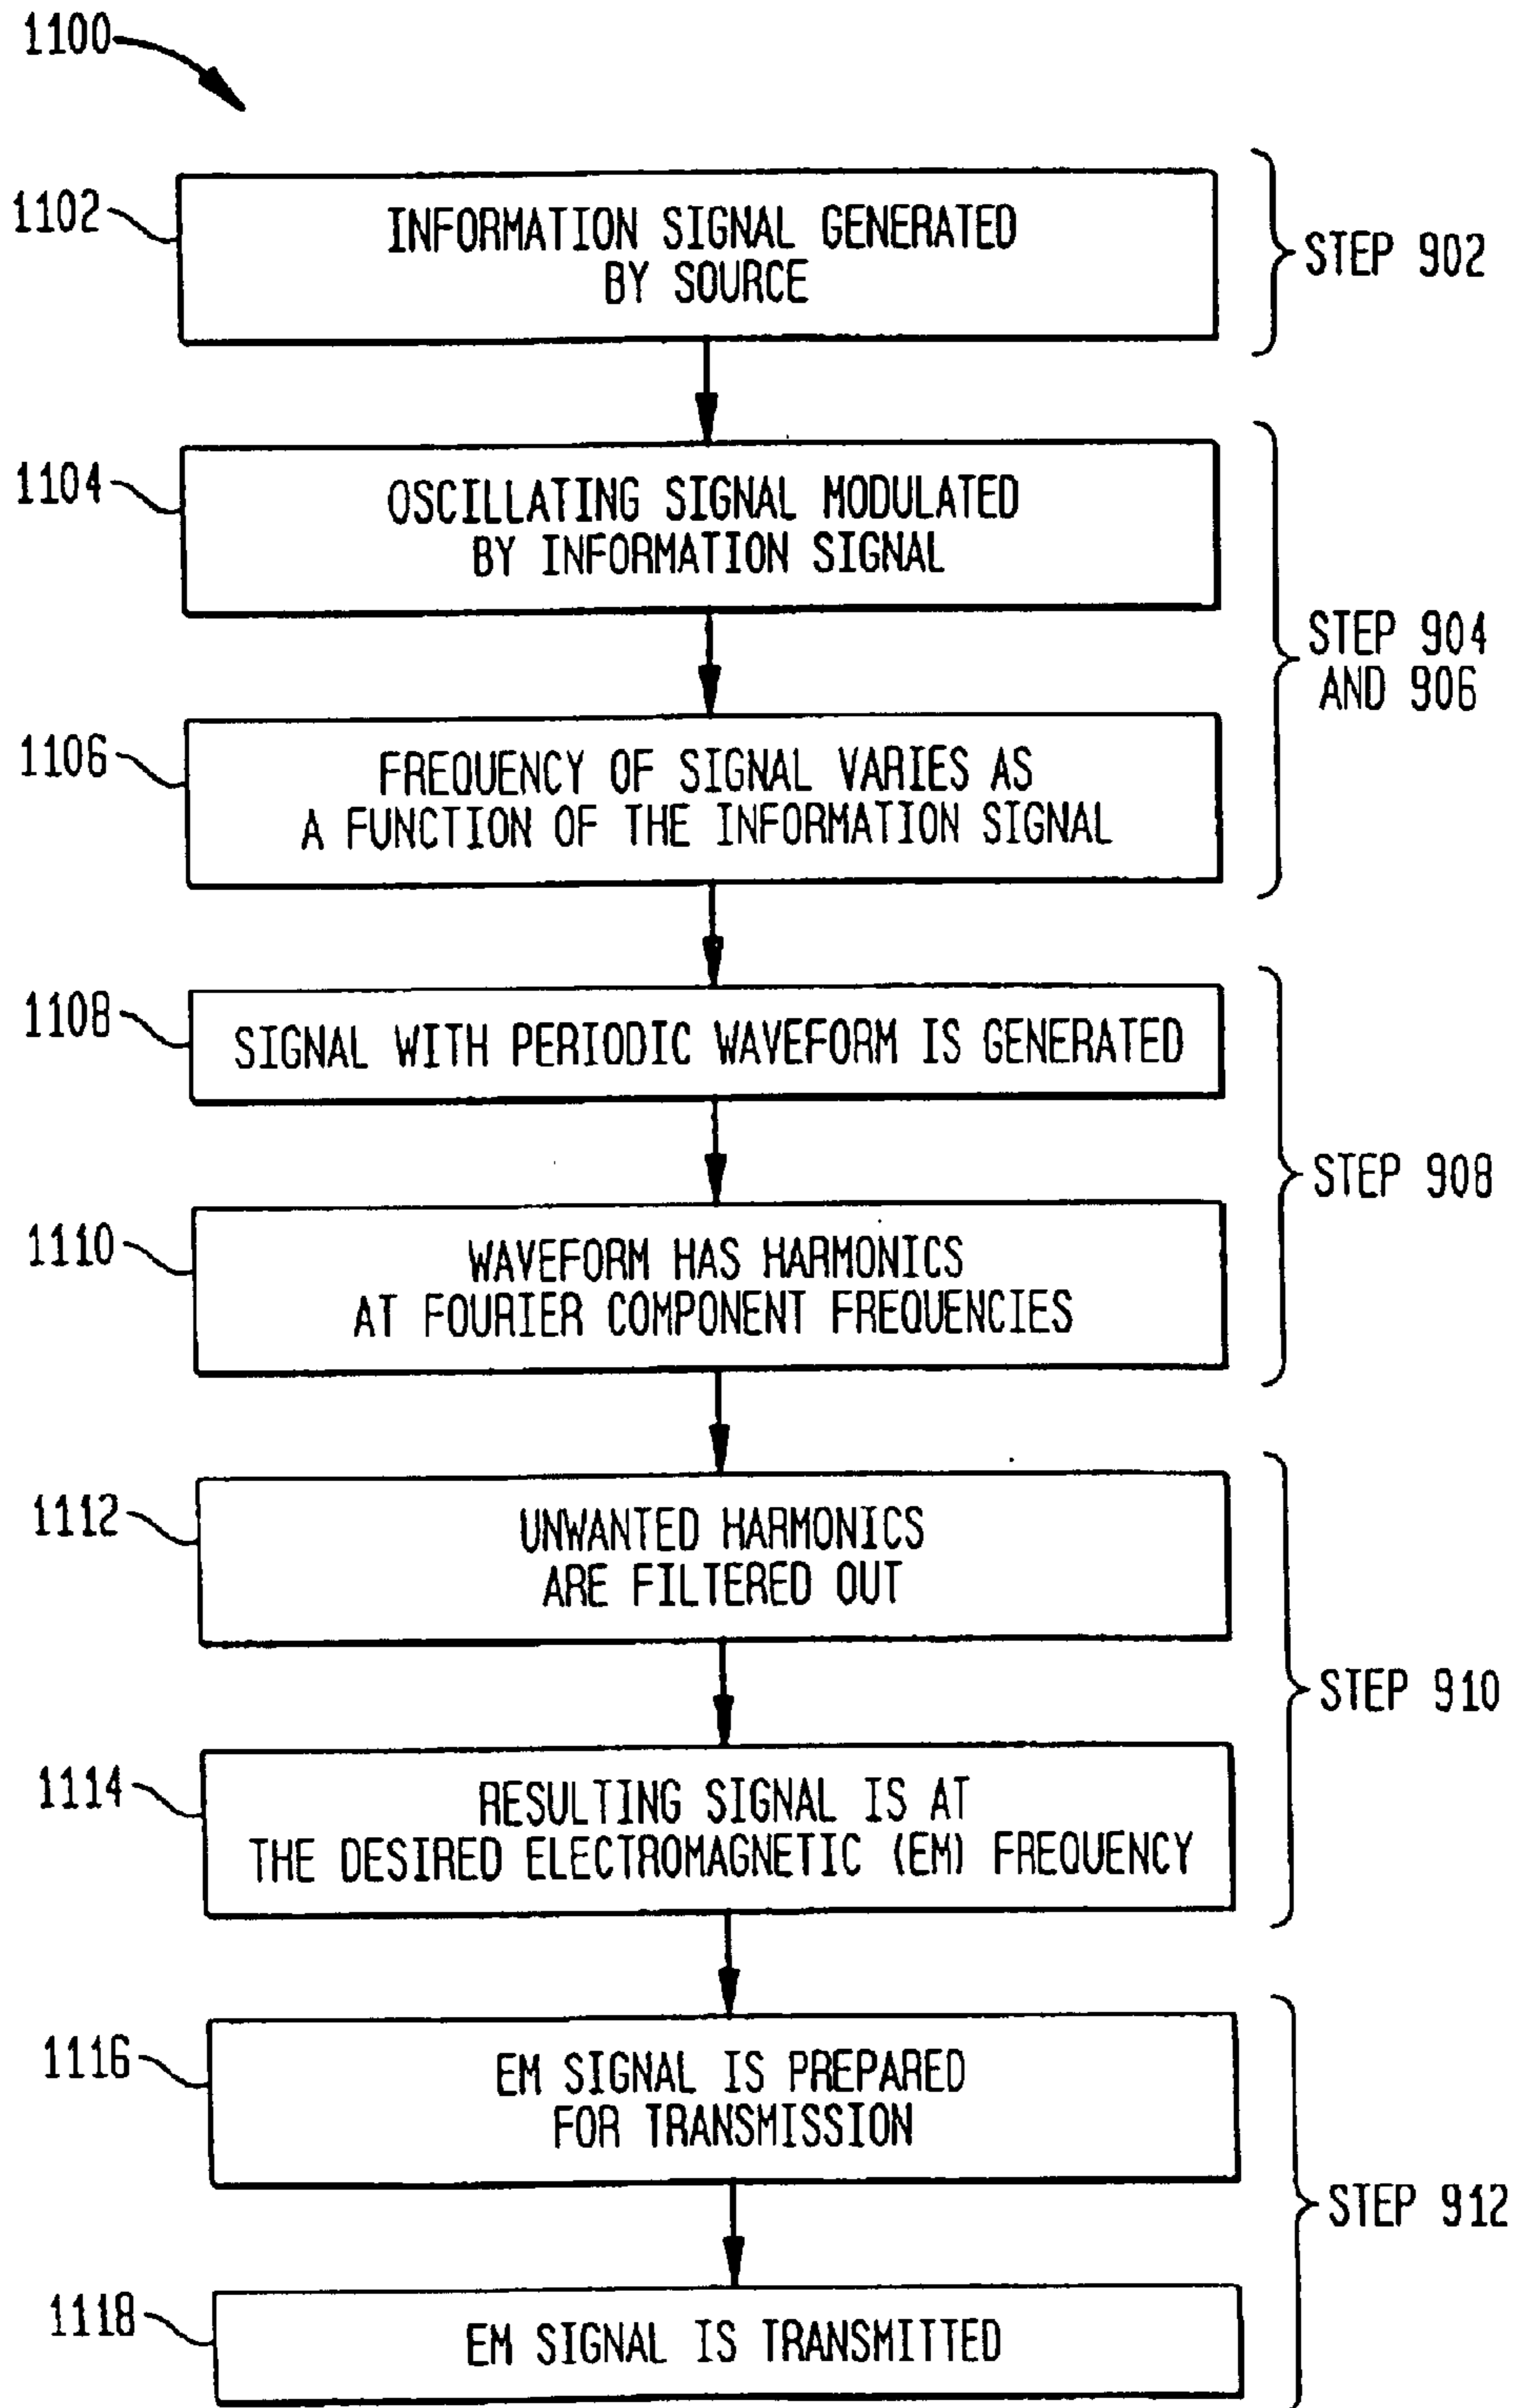 1100
1102
INFORMATION SIGNAL GENERATED
BY SOURCE
STEP 902
1104
OSCILLATING SIGNAL MODULATED
BY INFORMATION SIGNAL
STEP 904
AND 906
1106
FREQUENCY OF SIGNAL VARIES AS
A FUNCTION OF THE INFORMATION SIGNAL
1108
SIGNAL WITH PERIODIC WAVEFORM IS GENERATED
STEP 908
1110
WAVEFORM HAS HARMONICS
AT FOURIER COMPONENT FREQUENCIES
1112
UNWANTED HARMONICS
ARE FILTERED OUT
STEP 910
1114
RESULTING SIGNAL IS AT
THE DESIRED ELECTROMAGNETIC (EM) FREQUENCY
1116
EM SIGNAL IS PREPARED
FOR TRANSMISSION
STEP 912
1118
EM SIGNAL IS TRANSMITTED